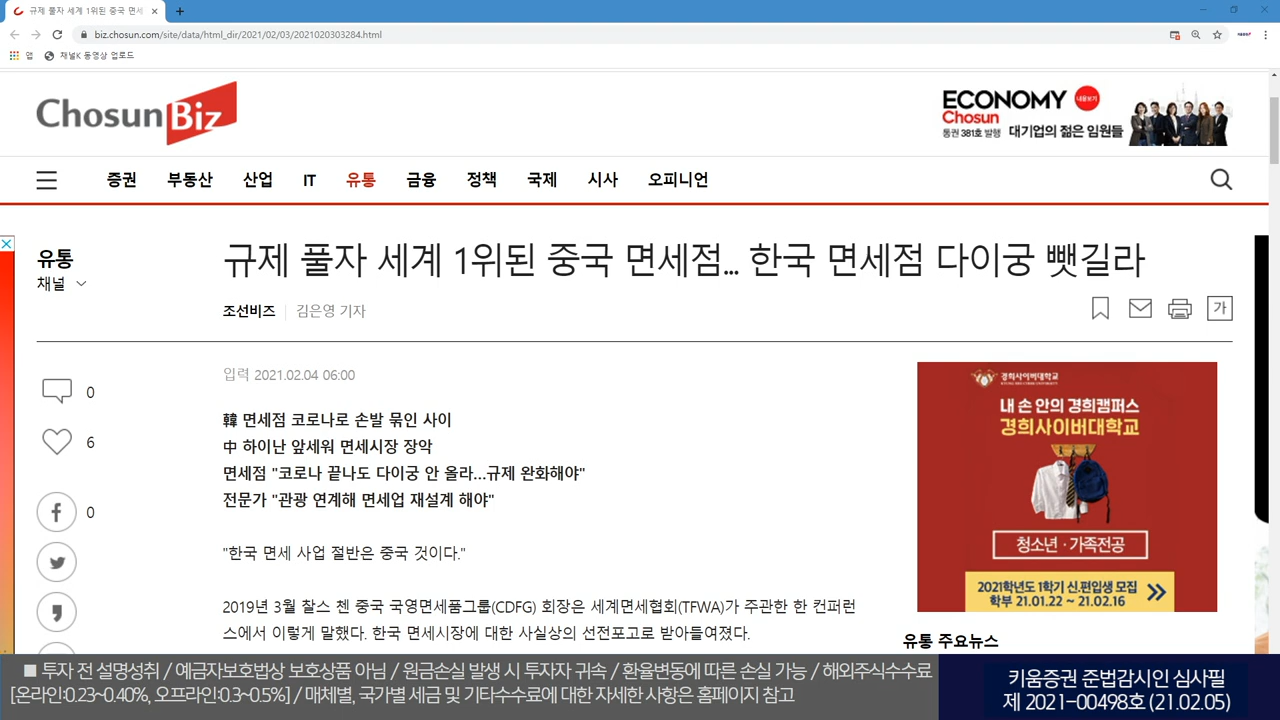 규제 풀자 세계 1위된 중국 면세
biz.chosun.com/site/data/html_dir/2021/02/03/2021020303284.html
앱 채널K 동영상 업로드
ChosunBiz
ECONOMY 내용보기
Chosun
통권 381호 발행 대기업의 젊은 임원들
증권 부동산 산업 IT 유통 금융 정책 국제 시사 오피니언
유통
채널
규제 풀자 세계 1위된 중국 면세점... 한국 면세점 다이궁 뺏길라
조선비즈 김은영 기자
가
입력 2021.02.04 06:00
0
6
0
韓 면세점 코로나로 손발 묶인 사이
中 하이난 앞세워 면세시장 장악
면세점 "코로나 끝나도 다이궁 안 올라...규제 완화해야"
전문가 "관광 연계해 면세업 재설계 해야"
"한국 면세 사업 절반은 중국 것이다."
2019년 3월 찰스 첸 중국 국영면세품그룹(CDFG) 회장은 세계면세협회(TFWA)가 주관한 한 컨퍼런
스에서 이렇게 말했다. 한국 면세시장에 대한 사실상의 선전포고로 받아들여졌다.
경희사이버대학교
내 손 안의 경희캠퍼스
경희사이버대학교
청소년·가족전공
2021학년도 1학기 신.편입생 모집
학부 21.01.22 ~ 21.02.16
유통 주요뉴스
■ 투자 전 설명성취 / 예금자보호법상 보호상품 아님 / 원금손실 발생 시 투자자 귀속 / 환율변동에 따른 손실 가능 / 해외주식수수료
[온라인:0.23~0.40%, 오프라인:0.3~0.5%] / 매체별, 국가별 세금 및 기타수수료에 대한 자세한 사항은 홈페이지 참고
키움증권 준법감시인 심사필
제 2021-00498호 (21.02.05)